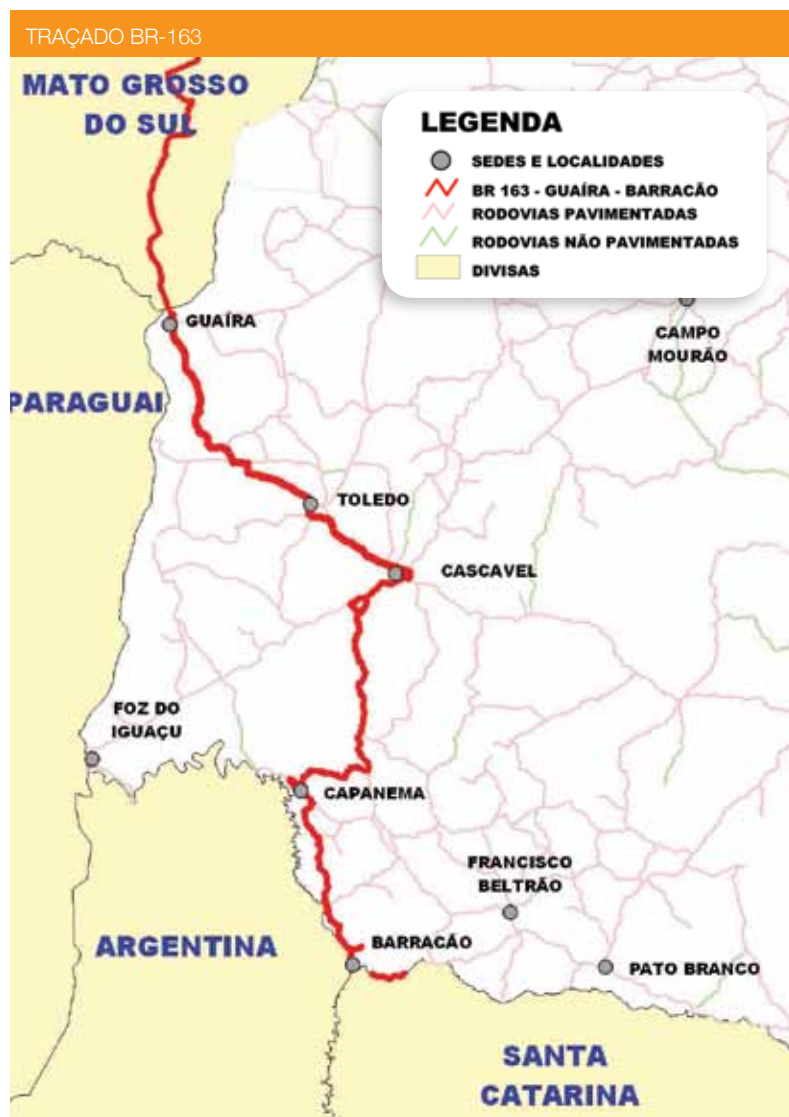 TRAÇADO BR-163
MATO GROSSO
DO SUL
LEGENDA
SEDES E LOCALIDADES
BR 163 - GUAÍRA - BARRACÃO
RODOVIAS PAVIMENTADAS
RODOVIAS NÃO PAVIMENTADAS
DIVISAS
GUAÍRA
CAMPO
MOURÃO
PARAGUAI
TOLEDO
CASCAVEL
FOZ DO
IGUAÇU
CAPANEMA
FRANCISCO
BELTRÃO
BARRACÃO
ARGENTINA
PATO BRANCO
SANTA
CATARINA